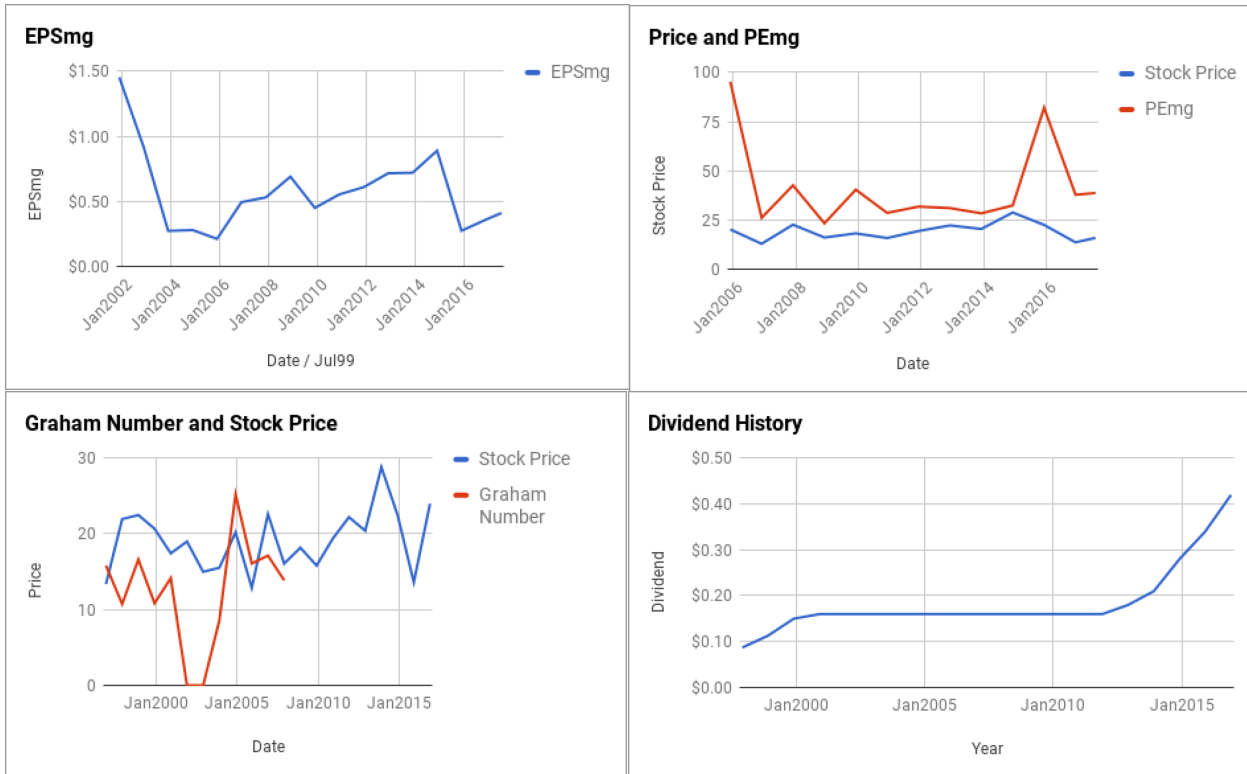 EPSmg
$1.50
$1.00
$0.50
$0.00
EPSmg
Jan2002
Jan2004
Jan2006
Jan2008
Jan2010
Jan2012
Jan2014
Jan2016
Date / Jul99
EPSmg
Price and PEmg
100
75
50
25
0
Stock Price
Jan2006
Jan2008
Jan2010
Jan2012
Jan2014
Jan2016
Date
Stock Price
PEmg
Graham Number and Stock Price
30
20
10
0
Price
Jan2000
Jan2005
Jan2010
Jan2015
Date
Stock Price
Graham
Number
Dividend History
$0.50
$0.40
$0.30
$0.20
$0.10
$0.00
Dividend
Jan2000
Jan2005
Jan2010
Jan2015
Year